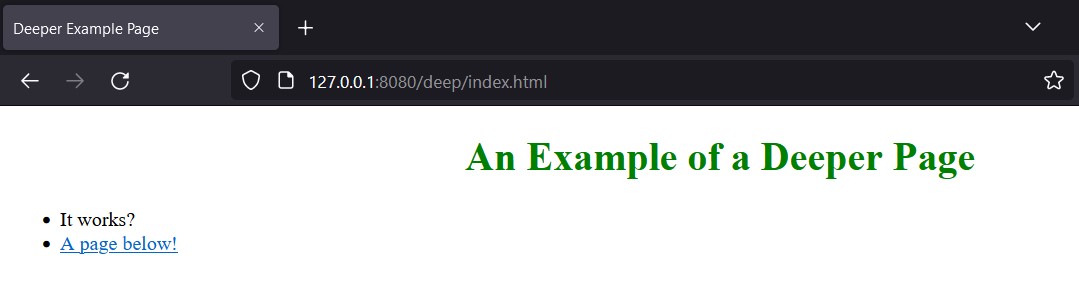 Deeper Example Page
127.0.0.1:8080/deep/index.html
An Example of a Deeper Page
It works?
A page below!